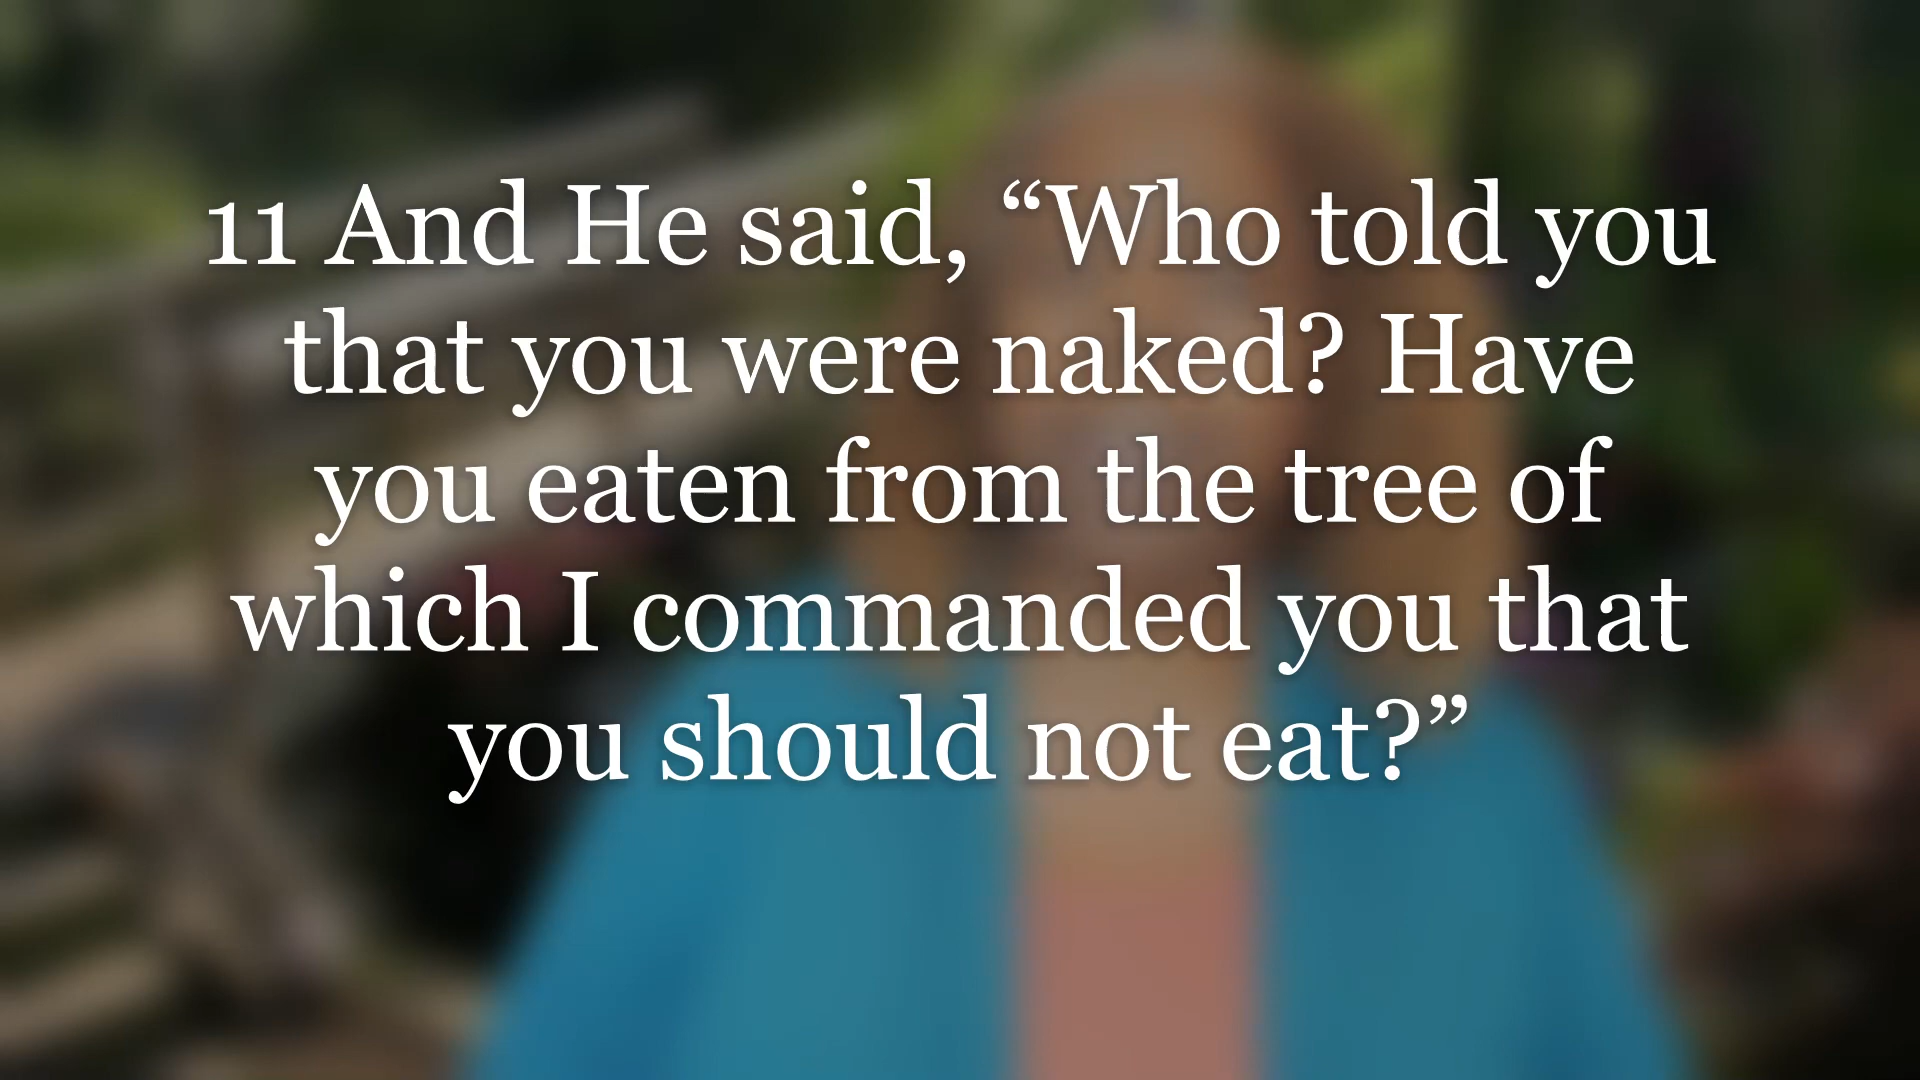 11 And He said, “Who told you
that you were naked? Have
you eaten from the tree of
which I commanded you that
you should not eat?”